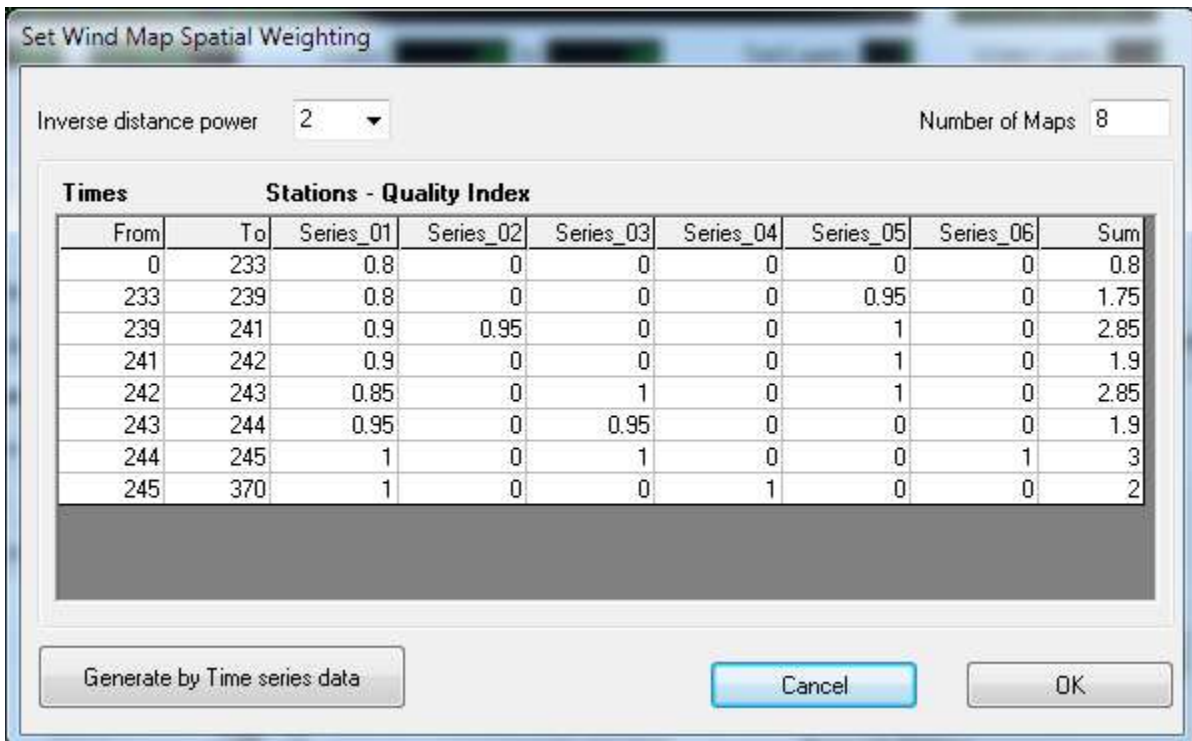 Set Wind Map Spatial Weighting
Inverse distance power 2 Number of Maps 8
Times Stations - Quality Index
From To Series_01 Series_02 Series_03 Series_04 Series_05 Series_06 Sum
0 233 0.8 0 0 0 0 0 0.8
233 239 0.8 0 0 0 0.95 0 1.75
239 241 0.9 0.95 0 0 1 0 2.85
241 242 0.9 0 0 0 1 0 1.9
242 243 0.85 0 1 0 1 0 2.85
243 244 0.95 0 0.95 0 0 0 1.9
244 245 1 0 1 0 0 1 3
245 370 1 0 0 1 0 0 2
Generate by Time series data Cancel OK